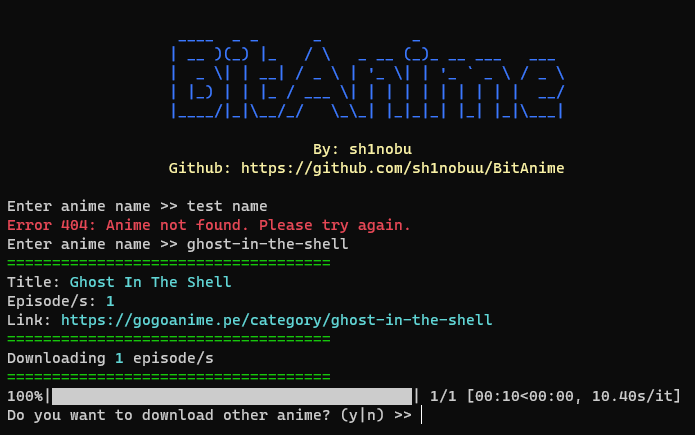 BitAnime
By: sh1nobu
Github: https://github.com/sh1nobuu/BitAnime
Enter anime name >> test name
Error 404: Anime not found. Please try again.
Enter anime name >> ghost-in-the-shell
====================================
Title: Ghost In The Shell
Episode/s: 1
Link: https://gogoanime.pe/category/ghost-in-the-shell
====================================
Downloading 1 episode/s
====================================
100%|████████████████████████████████████████| 1/1 [00:10<00:00, 10.40s/it]
Do you want to download other anime? (y|n) >>